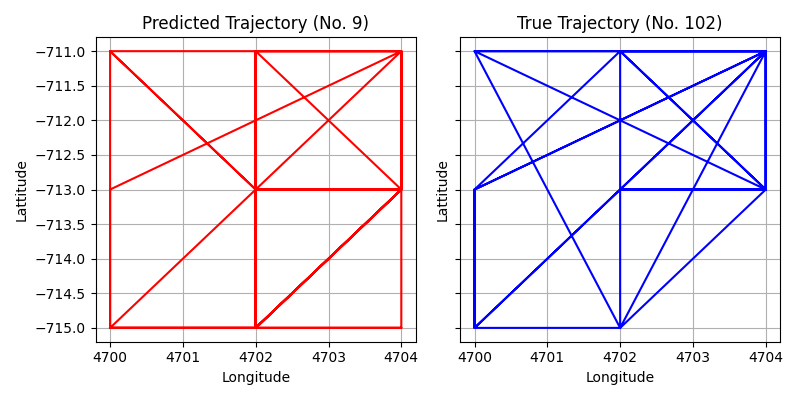 Predicted Trajectory (No. 9)
Lattitude
−711.0
−711.5
−712.0
−712.5
−713.0
−713.5
−714.0
−714.5
−715.0
4700 4701 4702 4703 4704
Longitude
True Trajectory (No. 102)
Lattitude
4700 4701 4702 4703 4704
Longitude